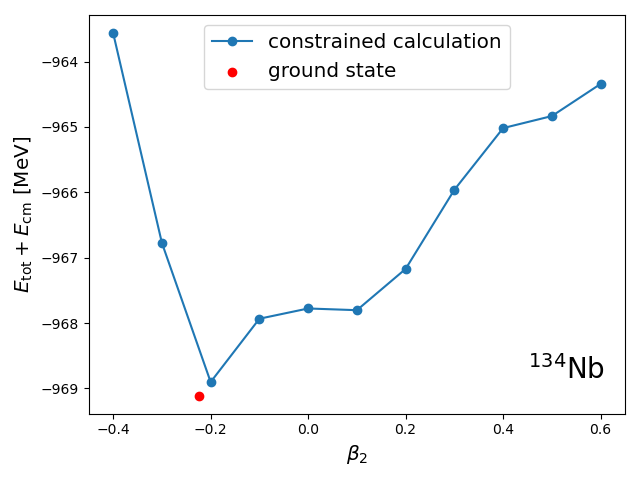 constrained calculation
ground state
−964
−965
−966
−967
−968
−969
E_tot + E_cm [MeV]
¹³⁴Nb
−0.4
−0.2
0.0
0.2
0.4
0.6
β₂